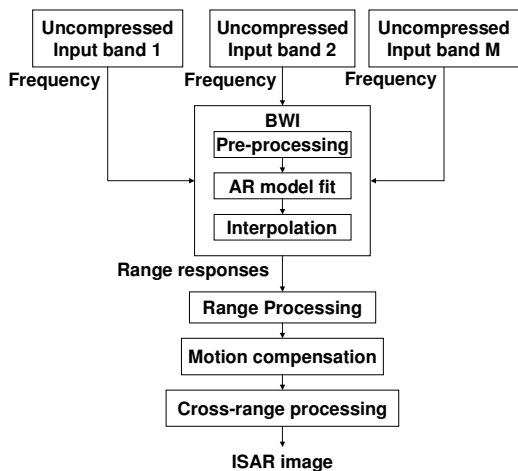 Uncompressed
Input band 1
Uncompressed
Input band 2
Uncompressed
Input band M
Frequency
Frequency
Frequency
BWI
Pre-processing
AR model fit
Interpolation
Range responses
Range Processing
Motion compensation
Cross-range processing
ISAR image